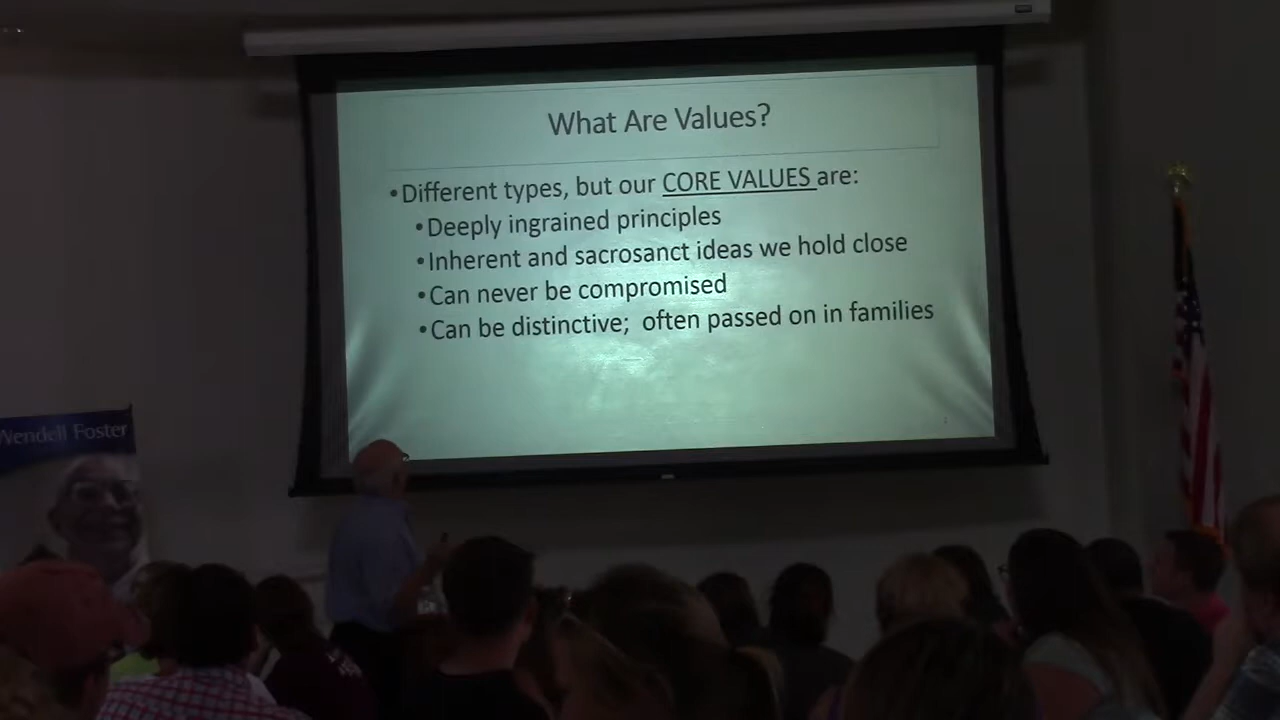 What Are Values?
•Different types, but our CORE VALUES are:
•Deeply ingrained principles
•Inherent and sacrosanct ideas we hold close
•Can never be compromised
•Can be distinctive; often passed on in families
Wendell Foster